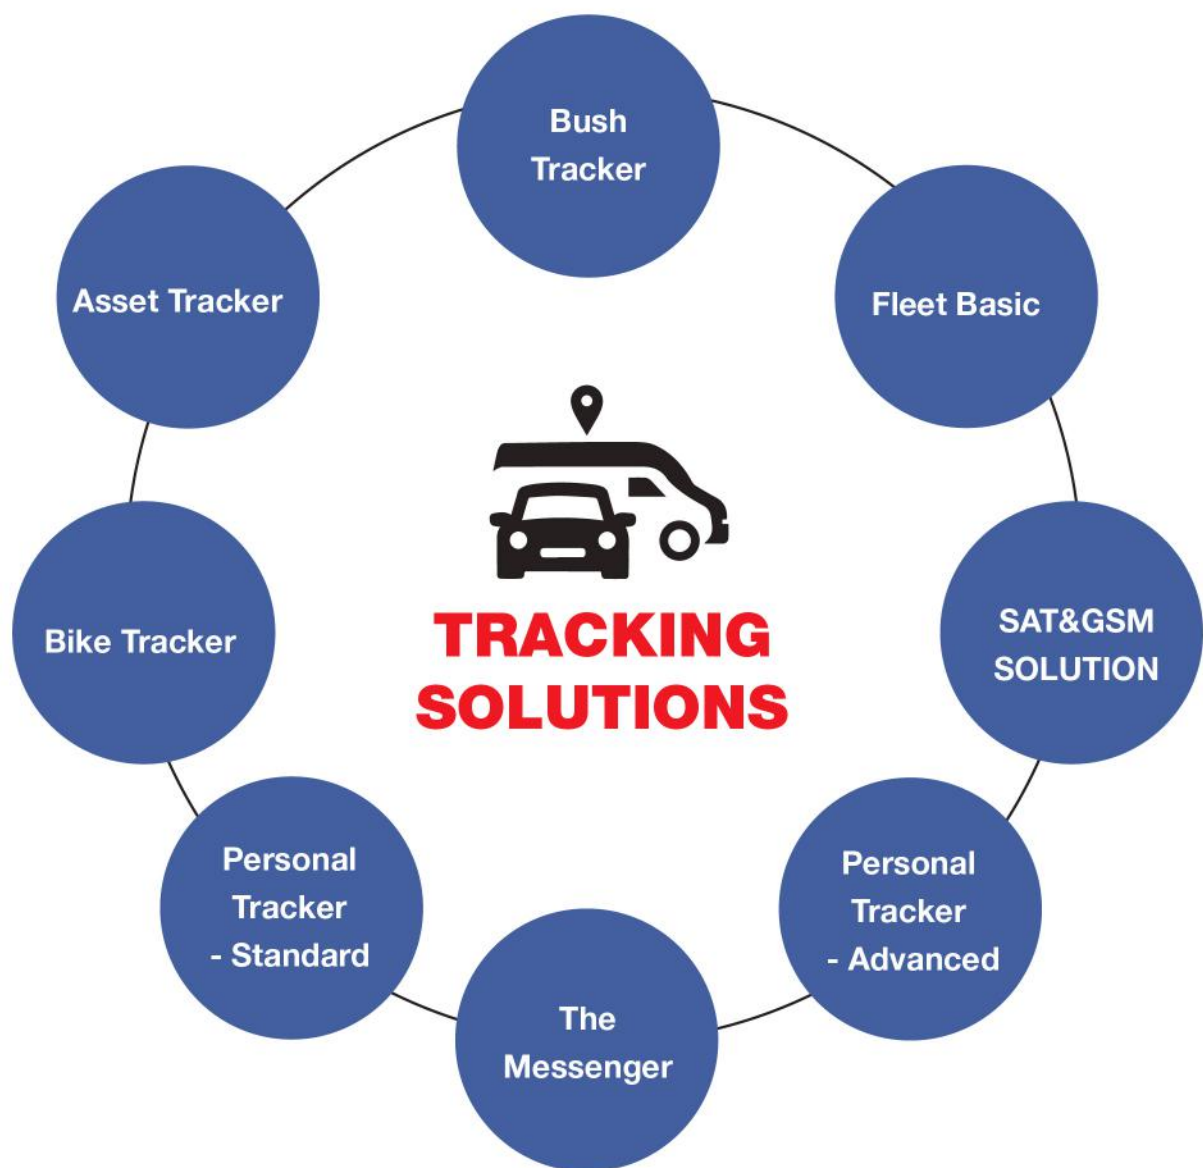 Bush
Tracker
Asset Tracker
Fleet Basic
TRACKING
SOLUTIONS
Bike Tracker
SAT&GSM
SOLUTION
Personal
Tracker
- Standard
Personal
Tracker
- Advanced
The
Messenger